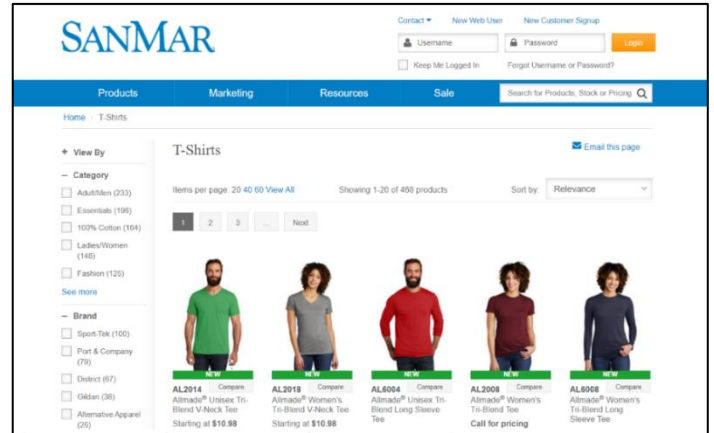 SANMAR
Contact New Web User New Customer Signup
Username Password Login
Keep Me Logged In Forgot Username or Password?
Products Marketing Resources Sale Search for Products, Stock or Pricing
Home T-Shirts
+ View By
T-Shirts
Email this page
– Category
Adult/Men (233)
Essentials (198)
100% Cotton (164)
Ladies/Women
(148)
Fashion (125)
See more
– Brand
Sport-Tek (100)
Port & Company
(79)
District (67)
Gildan (38)
Alternative Apparel
(26)
Items per page: 20 40 60 View All Showing 1-20 of 468 products Sort by: Relevance
1 2 3 ... Next
NEW NEW NEW NEW NEW
AL2014 Compare AL2018 Compare AL6004 Compare AL2008 Compare AL6008 Compare
Allmade® Unisex Tri-
Blend V-Neck Tee
Starting at $10.98
Allmade® Women's
Tri-Blend V-Neck Tee
Starting at $10.98
Allmade® Unisex Tri-
Blend Long Sleeve
Tee
Allmade® Women's
Tri-Blend Tee
Call for pricing
Allmade® Women's
Tri-Blend Long
Sleeve Tee